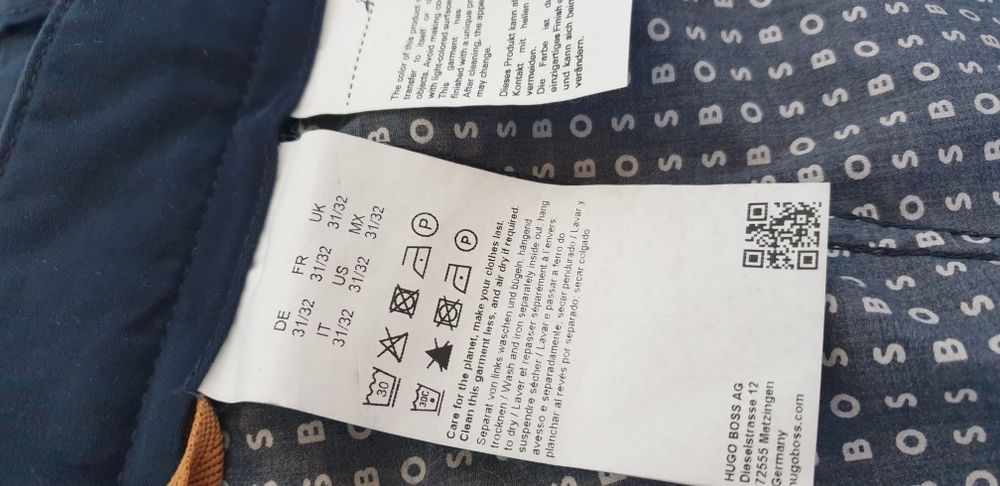 The color of this product
transfer to itself or
objects. Avoid making
with light-colored
This garment has
finished with a unique
After cleaning, the
may change.
Dieses Produkt kann
Kontakt mit hellen
vermeiden.
Die Farbe ist
einzigartiges Finish
und kann sich beim
verändern.
DE FR UK
31/32 31/32 31/32
IT US MX
31/32 31/32 31/32
30 P
30C P
Care for the planet, make your clothes last.
Clean this garment less, and air dry if required.
Separat von links waschen und bügeln, hängend
trocknen / Wash and iron separately inside out, hang
to dry / Laver et repasser séparément à l'envers;
suspendre sécher / Lavar e passar a ferro do
avesso e separadamente; secar pendurado / Lavar y
planchar al revés por separado; secar colgado
HUGO BOSS AG
Dieselstrasse 12
72555 Metzingen
Germany
hugoboss.com
BOSS